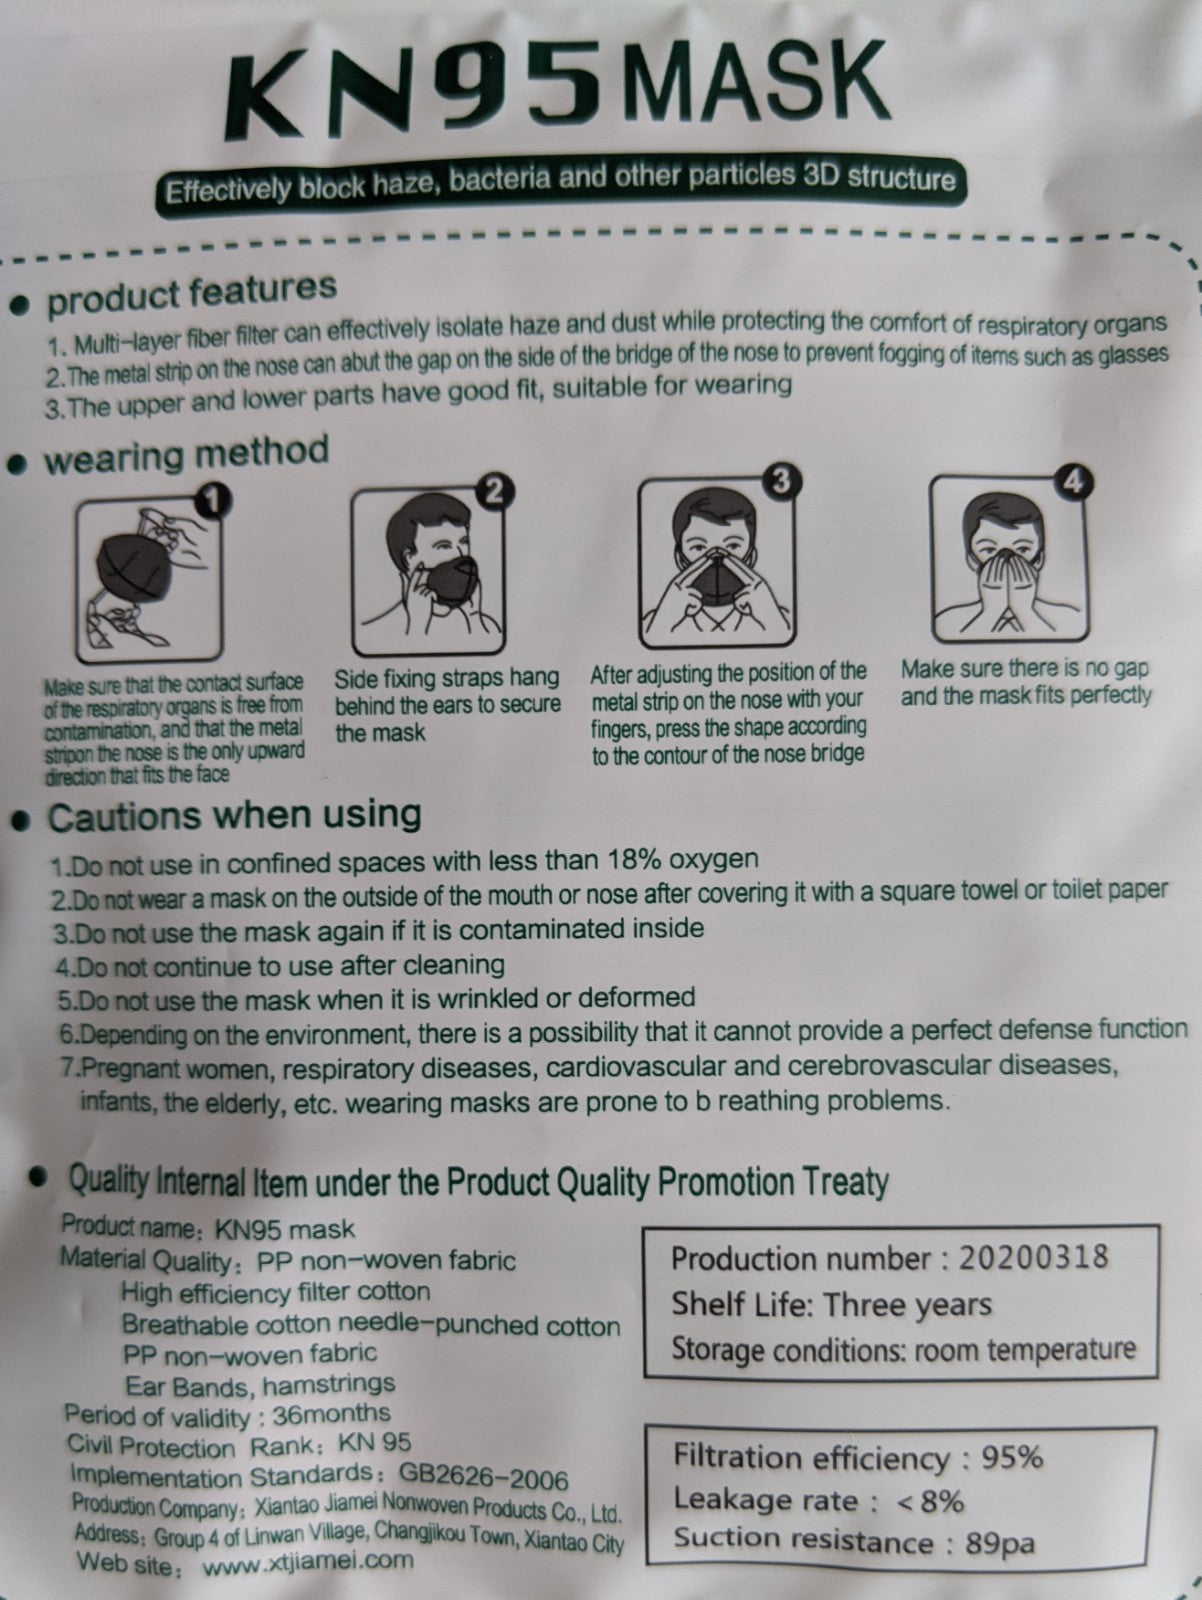 KN95 MASK
Effectively block haze, bacteria and other particles 3D structure
● product features
1. Multi-layer fiber filter can effectively isolate haze and dust while protecting the comfort of respiratory organs
2.The metal strip on the nose can abut the gap on the side of the bridge of the nose to prevent fogging of items such as glasses
3.The upper and lower parts have good fit, suitable for wearing
● wearing method
1
2
3
4
Make sure that the contact surface
of the respiratory organs is free from
contamination, and that the metal
stripon the nose is the only upward
direction that fits the face
Side fixing straps hang
behind the ears to secure
the mask
After adjusting the position of the
metal strip on the nose with your
fingers, press the shape according
to the contour of the nose bridge
Make sure there is no gap
and the mask fits perfectly
● Cautions when using
1.Do not use in confined spaces with less than 18% oxygen
2.Do not wear a mask on the outside of the mouth or nose after covering it with a square towel or toilet paper
3.Do not use the mask again if it is contaminated inside
4.Do not continue to use after cleaning
5.Do not use the mask when it is wrinkled or deformed
6.Depending on the environment, there is a possibility that it cannot provide a perfect defense function
7.Pregnant women, respiratory diseases, cardiovascular and cerebrovascular diseases,
infants, the elderly, etc. wearing masks are prone to b reathing problems.
● Quality Internal Item under the Product Quality Promotion Treaty
Product name: KN95 mask
Material Quality: PP non-woven fabric
High efficiency filter cotton
Breathable cotton needle-punched cotton
PP non-woven fabric
Ear Bands, hamstrings
Period of validity : 36months
Civil Protection Rank: KN 95
Implementation Standards: GB2626-2006
Production Company: Xiantao Jiamei Nonwoven Products Co., Ltd.
Address: Group 4 of Linwan Village, Changjikou Town, Xiantao City
Web site: www.xtjiamei.com
Production number : 20200318
Shelf Life: Three years
Storage conditions: room temperature
Filtration efficiency : 95%
Leakage rate : <8%
Suction resistance : 89pa